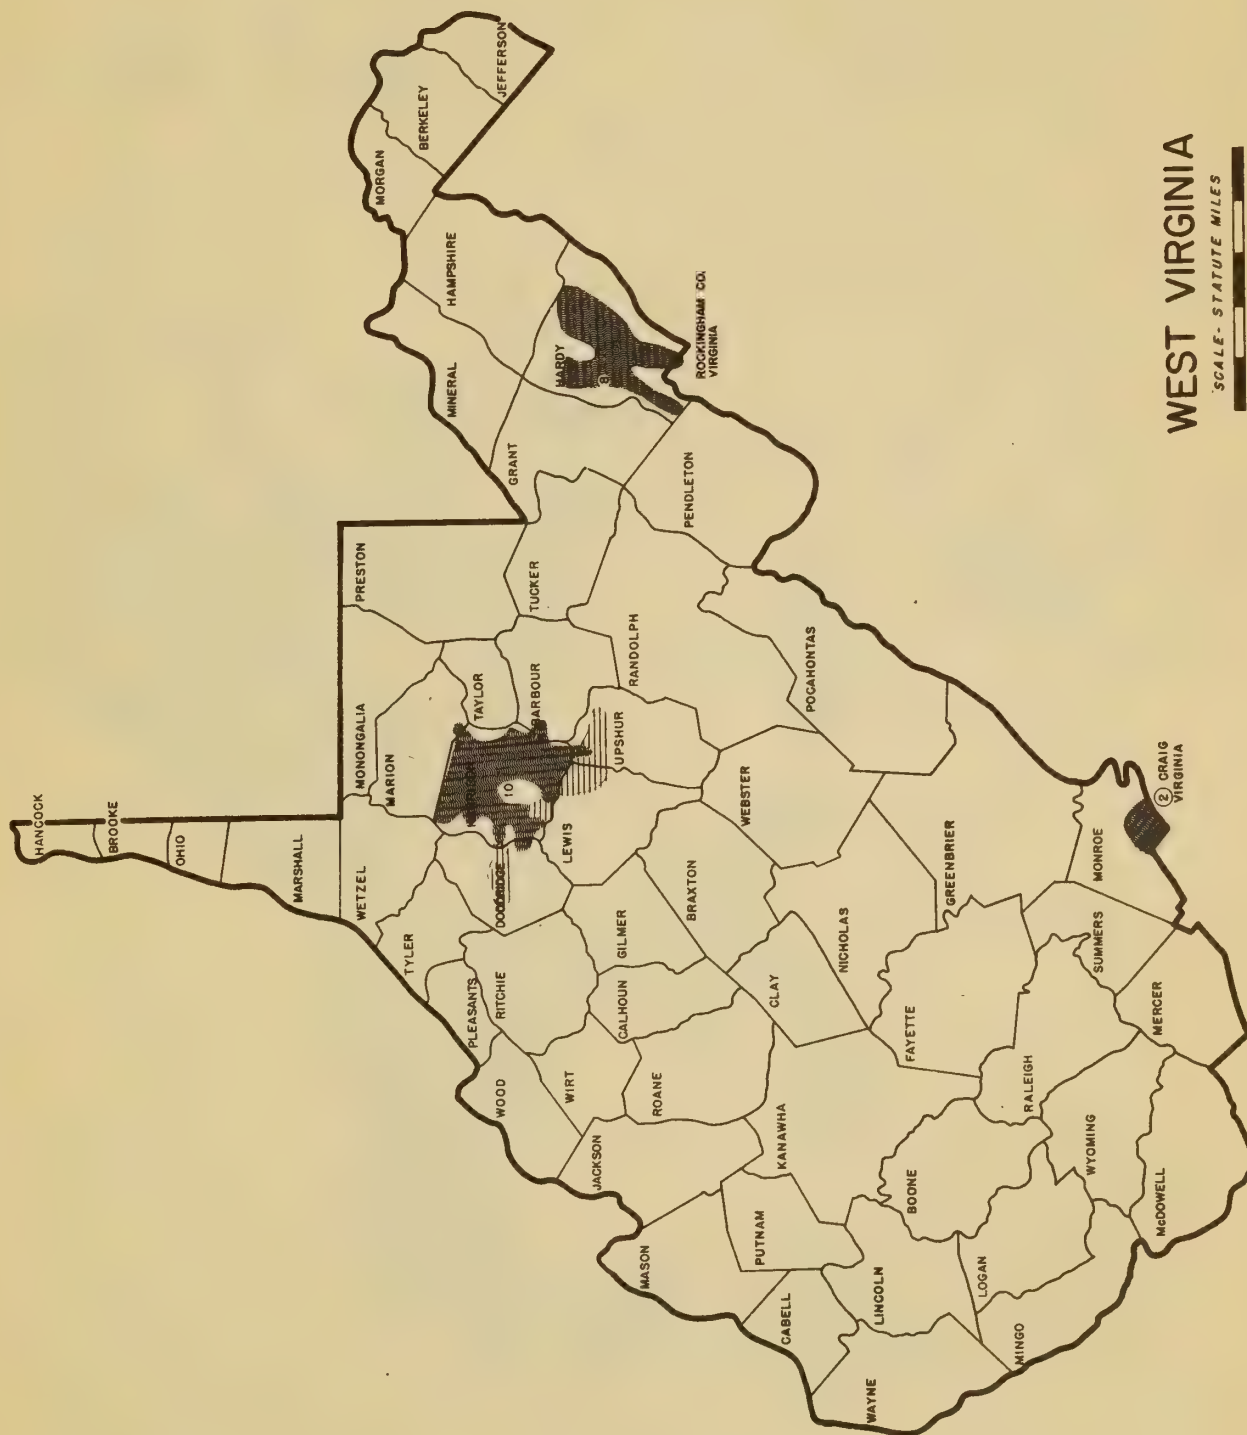 HANCOCK
BROOKE
OHIO
MARSHALL
WETZEL
MONONGALIA
MARION
PRESTON
MORGAN
BERKELEY
JEFFERSON
HAMPSHIRE
MINERAL
GRANT
HARDY
8
ROCKINGHAM CO.
VIRGINIA
TYLER
PLEASANTS
RITCHIE
DODDRIDGE
10
TAYLOR
BARBOUR
TUCKER
PENDLETON
RANDOLPH
UPSHUR
LEWIS
GILMER
CALHOUN
WIRT
WOOD
JACKSON
ROANE
BRAXTON
WEBSTER
POCAHONTAS
CLAY
NICHOLAS
GREENBRIER
KANAWHA
MASON
PUTNAM
CABELL
LINCOLN
WAYNE
BOONE
FAYETTE
RALEIGH
SUMMERS
MONROE
2 CRAIG
VIRGINIA
MERCER
WYOMING
LOGAN
MINGO
McDOWELL
WEST VIRGINIA
SCALE - STATUTE MILES